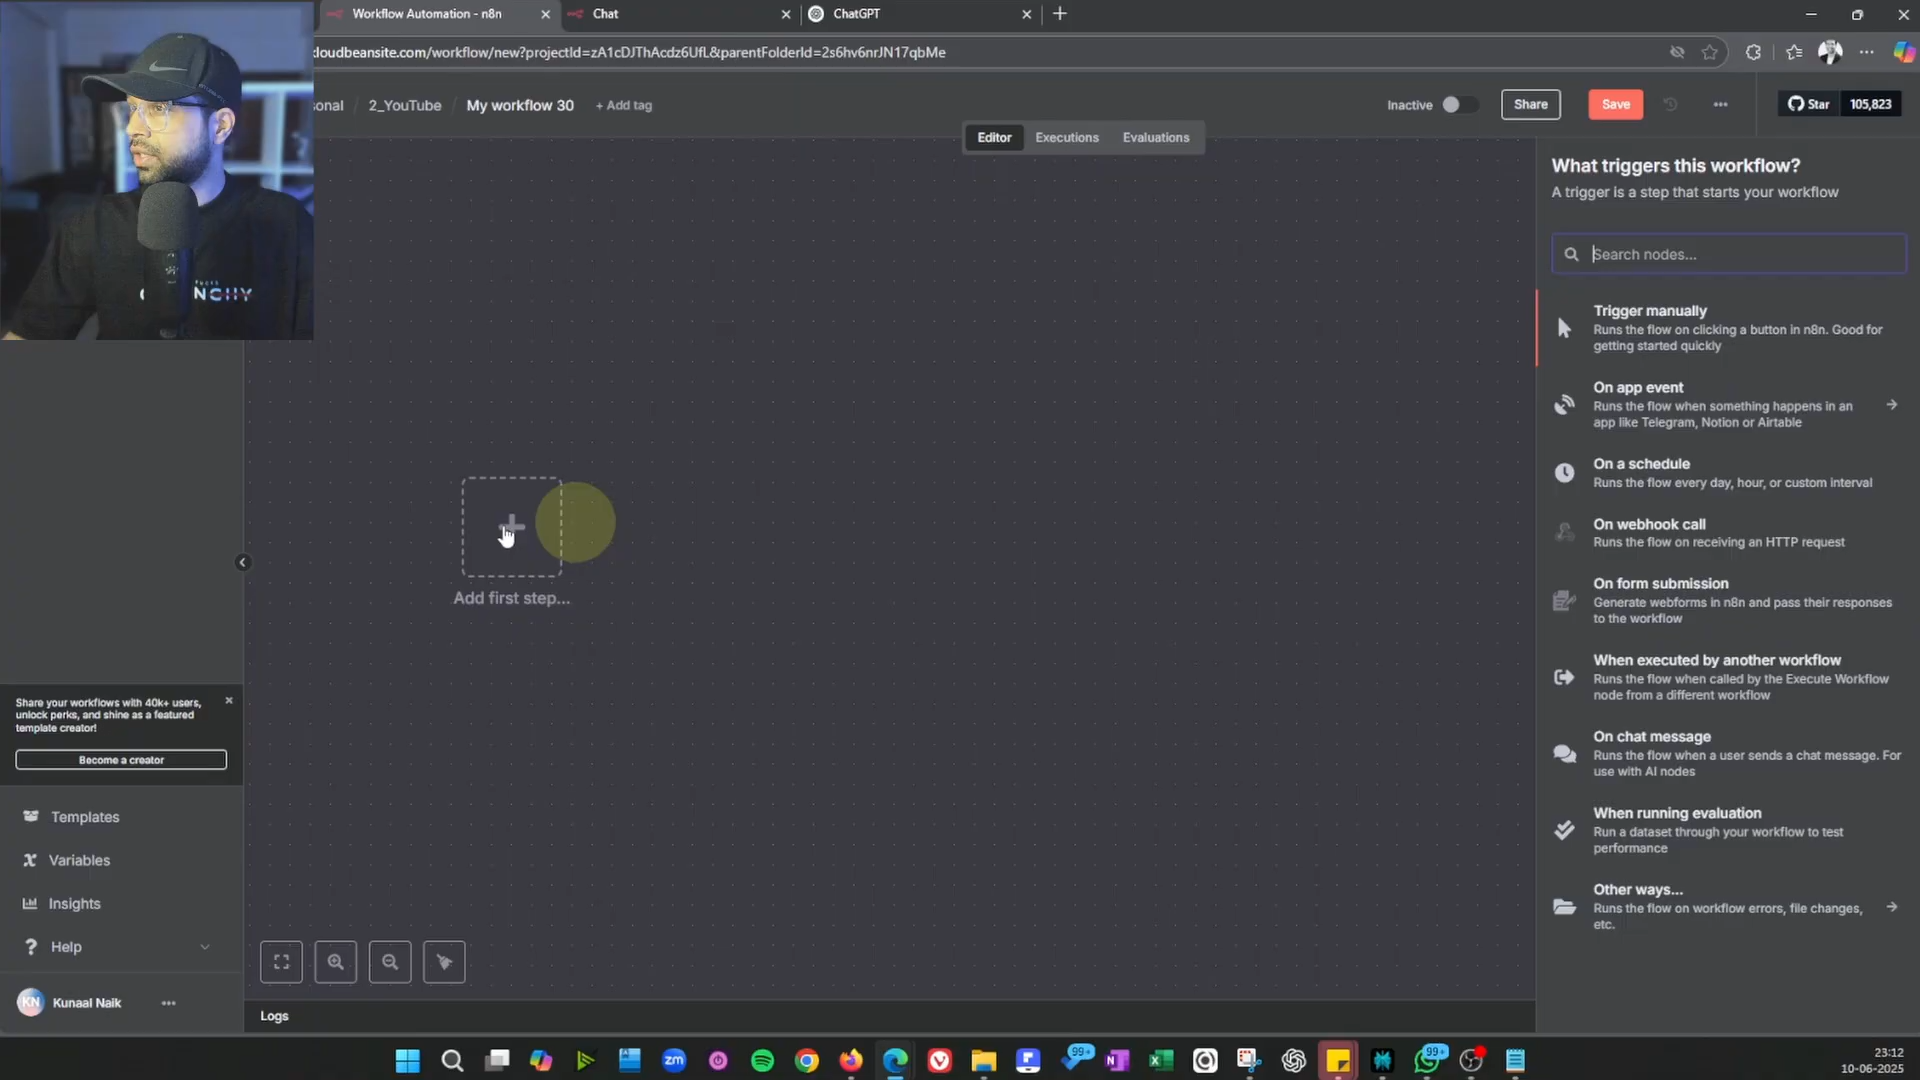 Workflow Automation - n8n
Chat
ChatGPT
cloudbeansite.com/workflow/new?projectId=zA1cDJThAcdz6UfL&parentFolderId=2s6hv6nrJN17qbMe
sonal / 2_YouTube / My workflow 30 + Add tag
Inactive
Share
Save
Star 105,823
Editor Executions Evaluations
What triggers this workflow?
A trigger is a step that starts your workflow
Search nodes...
Trigger manually
Runs the flow on clicking a button in n8n. Good for
getting started quickly
On app event
Runs the flow when something happens in an
app like Telegram, Notion or Airtable
On a schedule
Runs the flow every day, hour, or custom interval
On webhook call
Runs the flow on receiving an HTTP request
On form submission
Generate webforms in n8n and pass their responses
to the workflow
When executed by another workflow
Runs the flow when called by the Execute Workflow
node from a different workflow
On chat message
Runs the flow when a user sends a chat message. For
use with AI nodes
When running evaluation
Run a dataset through your workflow to test
performance
Other ways...
Runs the flow on workflow errors, file changes,
etc.
Add first step...
Share your workflows with 40k+ users,
unlock perks, and shine as a featured
template creator!
Become a creator
Templates
Variables
Insights
Help
KN Kunaal Naik
Logs
zm
99+
99+
23:12
10-06-2025